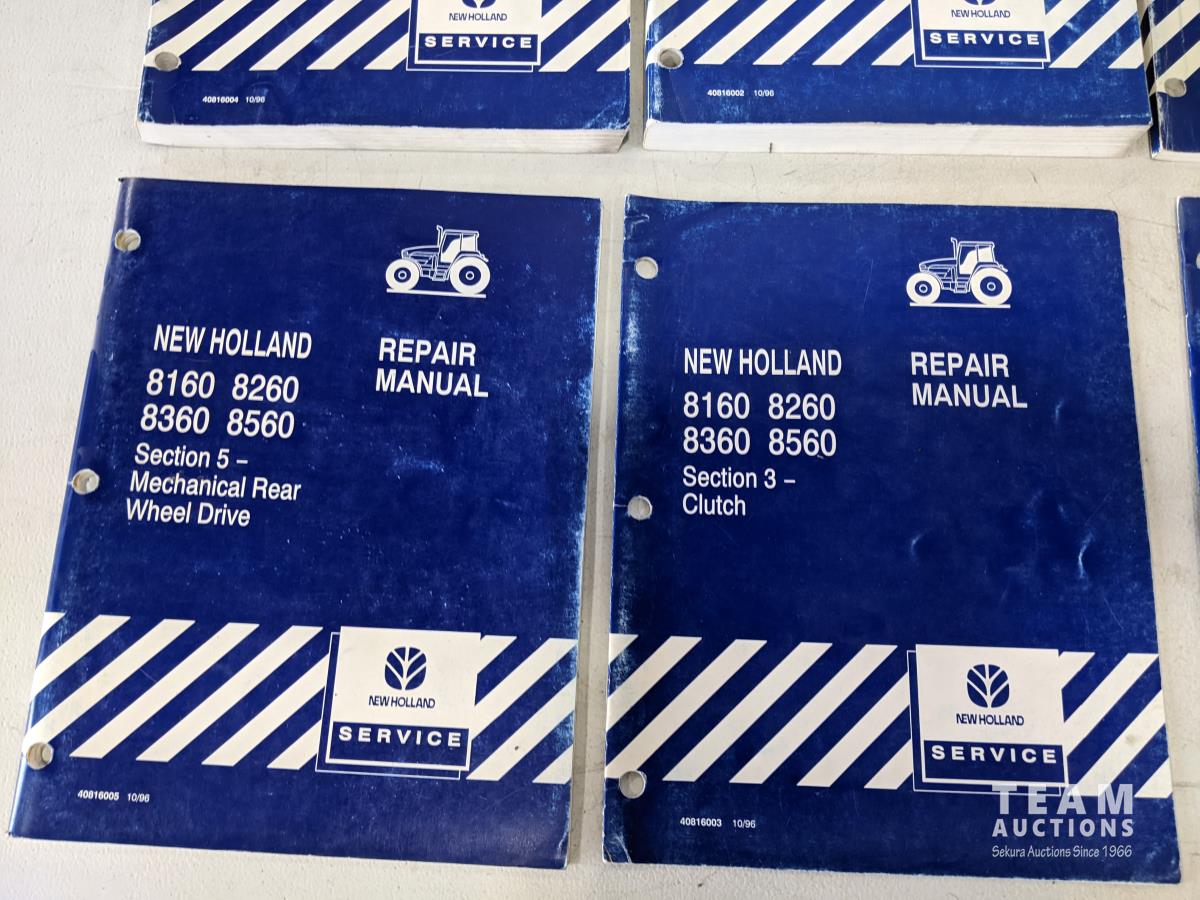 NEW HOLLAND
SERVICE
40816004 10/96
NEW HOLLAND
SERVICE
40816002 10/96
NEW HOLLAND
8160 8260
8360 8560
Section 5 –
Mechanical Rear
Wheel Drive
REPAIR
MANUAL
NEW HOLLAND
SERVICE
40816005 10/96
NEW HOLLAND
8160 8260
8360 8560
Section 3 –
Clutch
REPAIR
MANUAL
NEW HOLLAND
SERVICE
40816003 10/96
TEAM
AUCTIONS
Sekura Auctions Since 1966